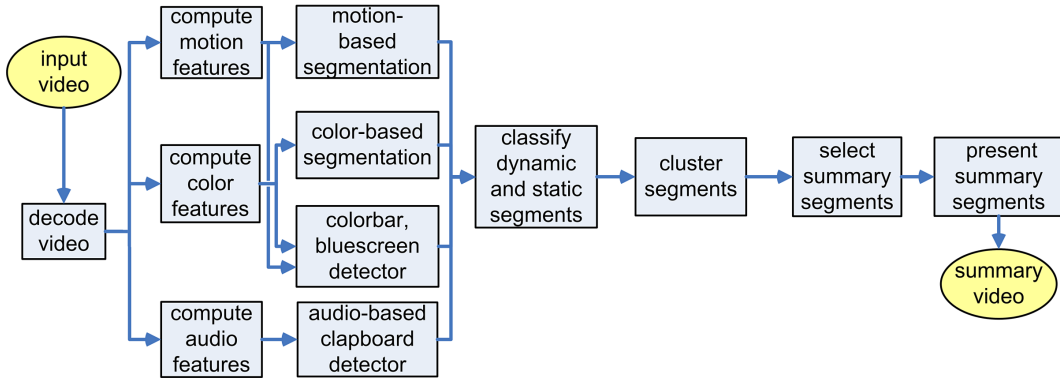 input
video
decode
video
compute
motion
features
compute
color
features
compute
audio
features
motion-
based
segmentation
color-based
segmentation
colorbar,
bluescreen
detector
audio-based
clapboard
detector
classify
dynamic
and static
segments
cluster
segments
select
summary
segments
present
summary
segments
summary
video